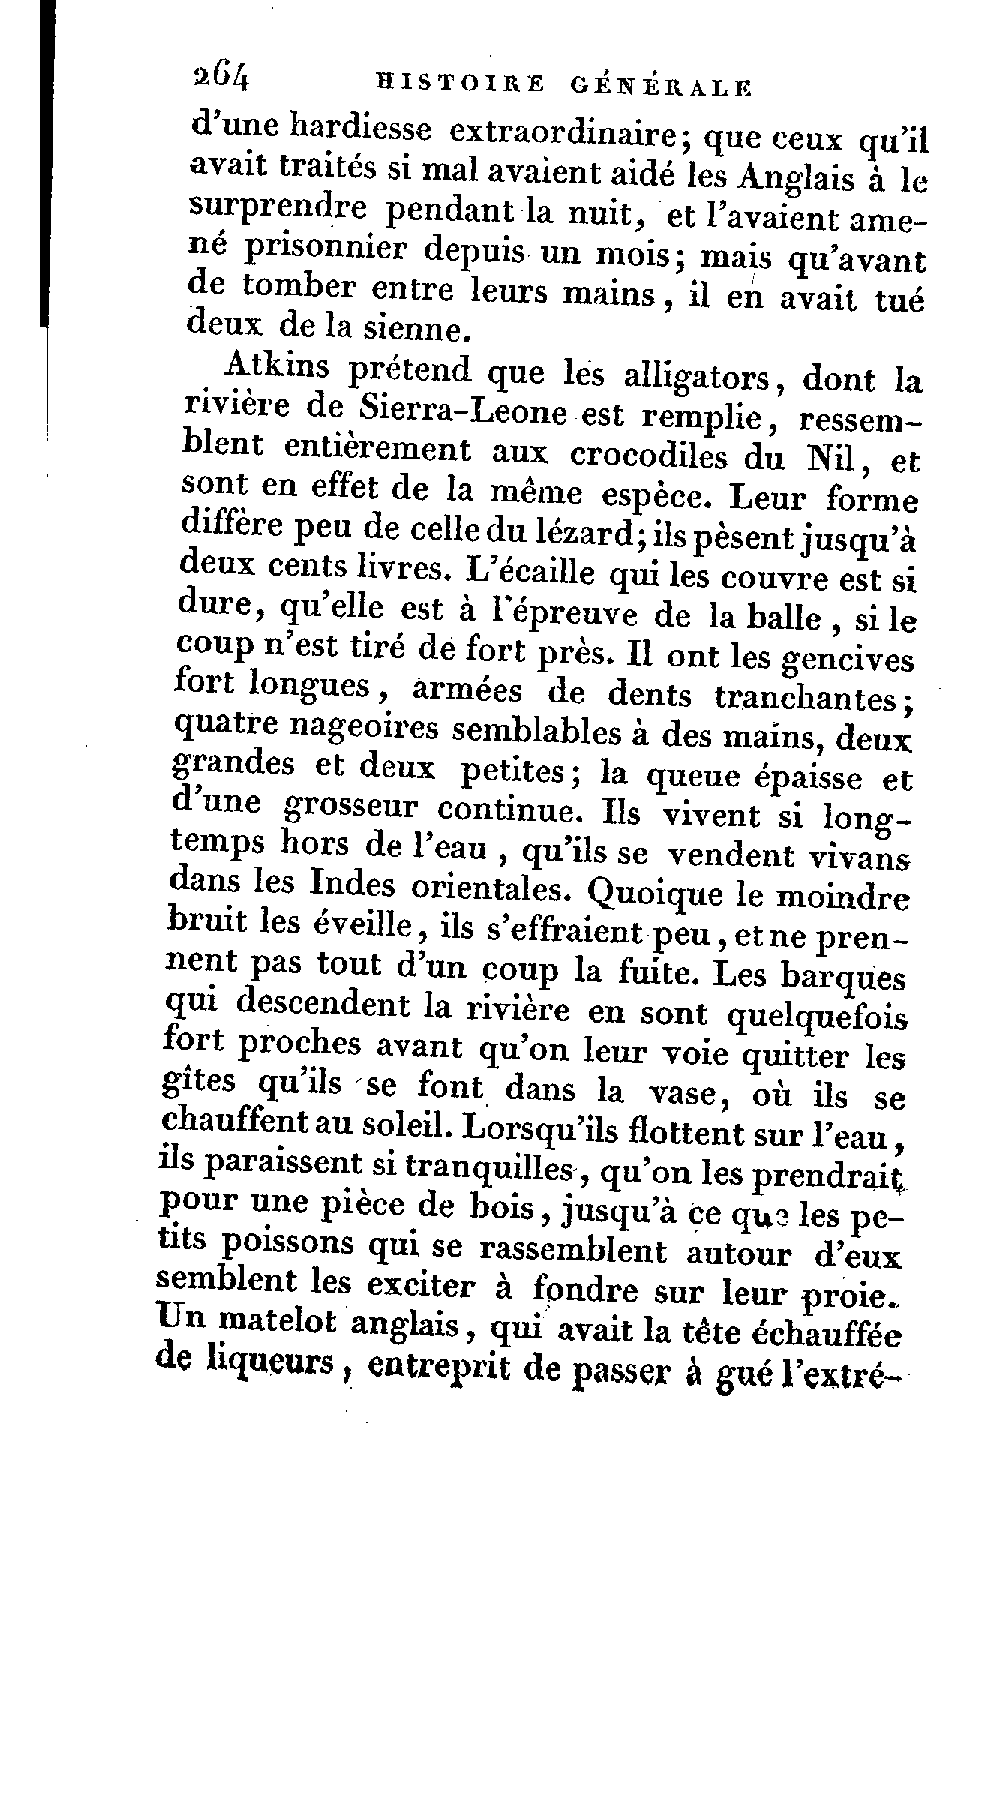 264 HISTOIRE GÉNÉRALE
d'une hardiesse extraordinaire; que ceux qu'il
avait traités si mal avaient aidé les Anglais à le
surprendre pendant la nuit, et l'avaient ame-
né prisonnier depuis un mois; mais qu'avant
de tomber entre leurs mains, il en avait tué
deux de la sienne.
Atkins prétend que les alligators, dont la
rivière de Sierra-Leone est remplie, ressem-
blent entièrement aux crocodiles du Nil, et
sont en effet de la même espèce. Leur forme
diffère peu de celle du lézard; ils pèsent jusqu'à
deux cents livres. L'écaille qui les couvre est si
dure, qu'elle est à l'épreuve de la balle, si le
coup n'est tiré de fort près. Il ont les gencives
fort longues, armées de dents tranchantes;
quatre nageoires semblables à des mains, deux
grandes et deux petites; la queue épaisse et
d'une grosseur continue. Ils vivent si long-
temps hors de l'eau, qu'ils se vendent vivans
dans les Indes orientales. Quoique le moindre
bruit les éveille, ils s'effraient peu, et ne pren-
nent pas tout d'un coup la fuite. Les barques
qui descendent la rivière en sont quelquefois
fort proches avant qu'on leur voie quitter les
gîtes qu'ils se font dans la vase, où ils se
chauffent au soleil. Lorsqu'ils flottent sur l'eau,
ils paraissent si tranquilles, qu'on les prendrait
pour une pièce de bois, jusqu'à ce que les pe-
tits poissons qui se rassemblent autour d'eux
semblent les exciter à fondre sur leur proie.
Un matelot anglais, qui avait la tête échauffée
de liqueurs, entreprit de passer à gué l'extré-